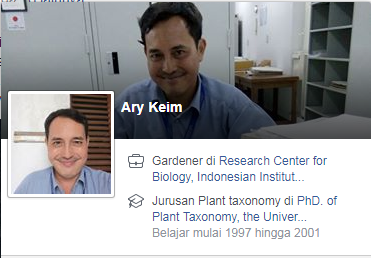 Ary Keim
Gardener di Research Center for
Biology, Indonesian Institut...
Jurusan Plant taxonomy di PhD. of
Plant Taxonomy, the Univer...
Belajar mulai 1997 hingga 2001